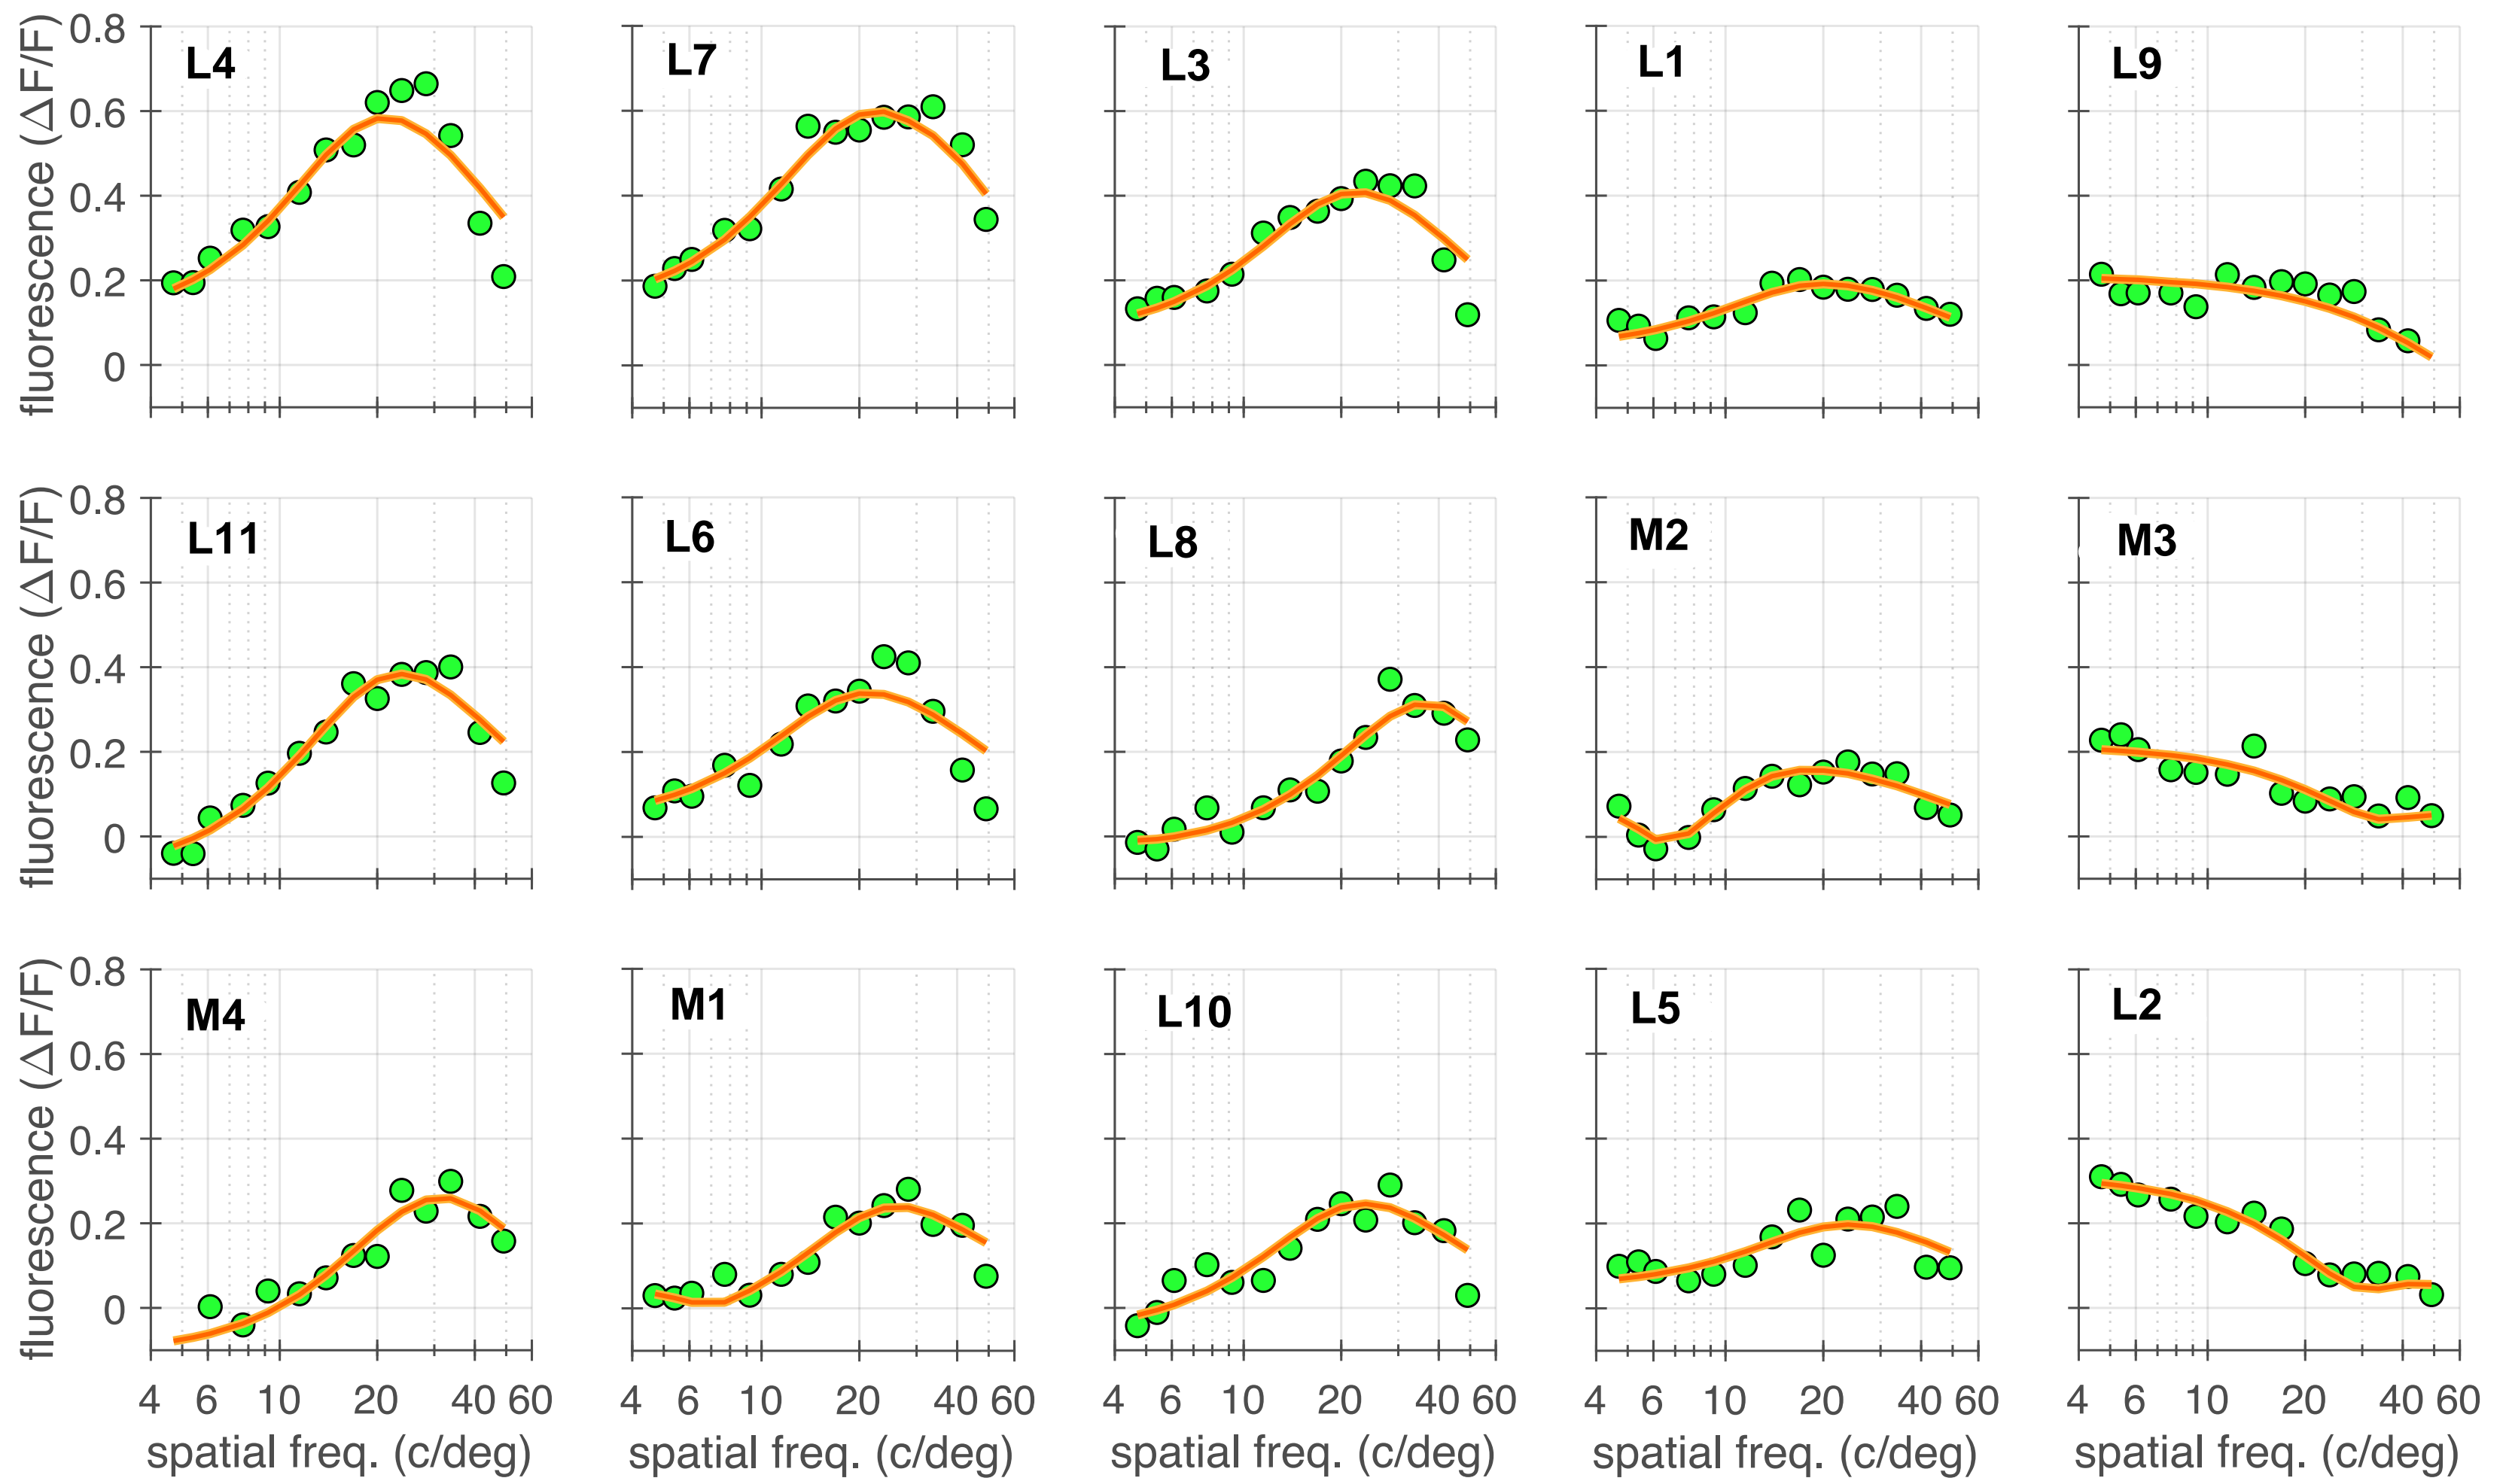 fluorescence (△F/F)
0.8
0.6
0.4
0.2
0
L4
L7
L3
L1
L9
fluorescence (△F/F)
0.8
0.6
0.4
0.2
0
L11
L6
L8
M2
M3
fluorescence (△F/F)
0.8
0.6
0.4
0.2
0
M4
M1
L10
L5
L2
4 6 10 20 40 60
4 6 10 20 40 60
4 6 10 20 40 60
4 6 10 20 40 60
4 6 10 20 40 60
spatial freq. (c/deg)
spatial freq. (c/deg)
spatial freq. (c/deg)
spatial freq. (c/deg)
spatial freq. (c/deg)